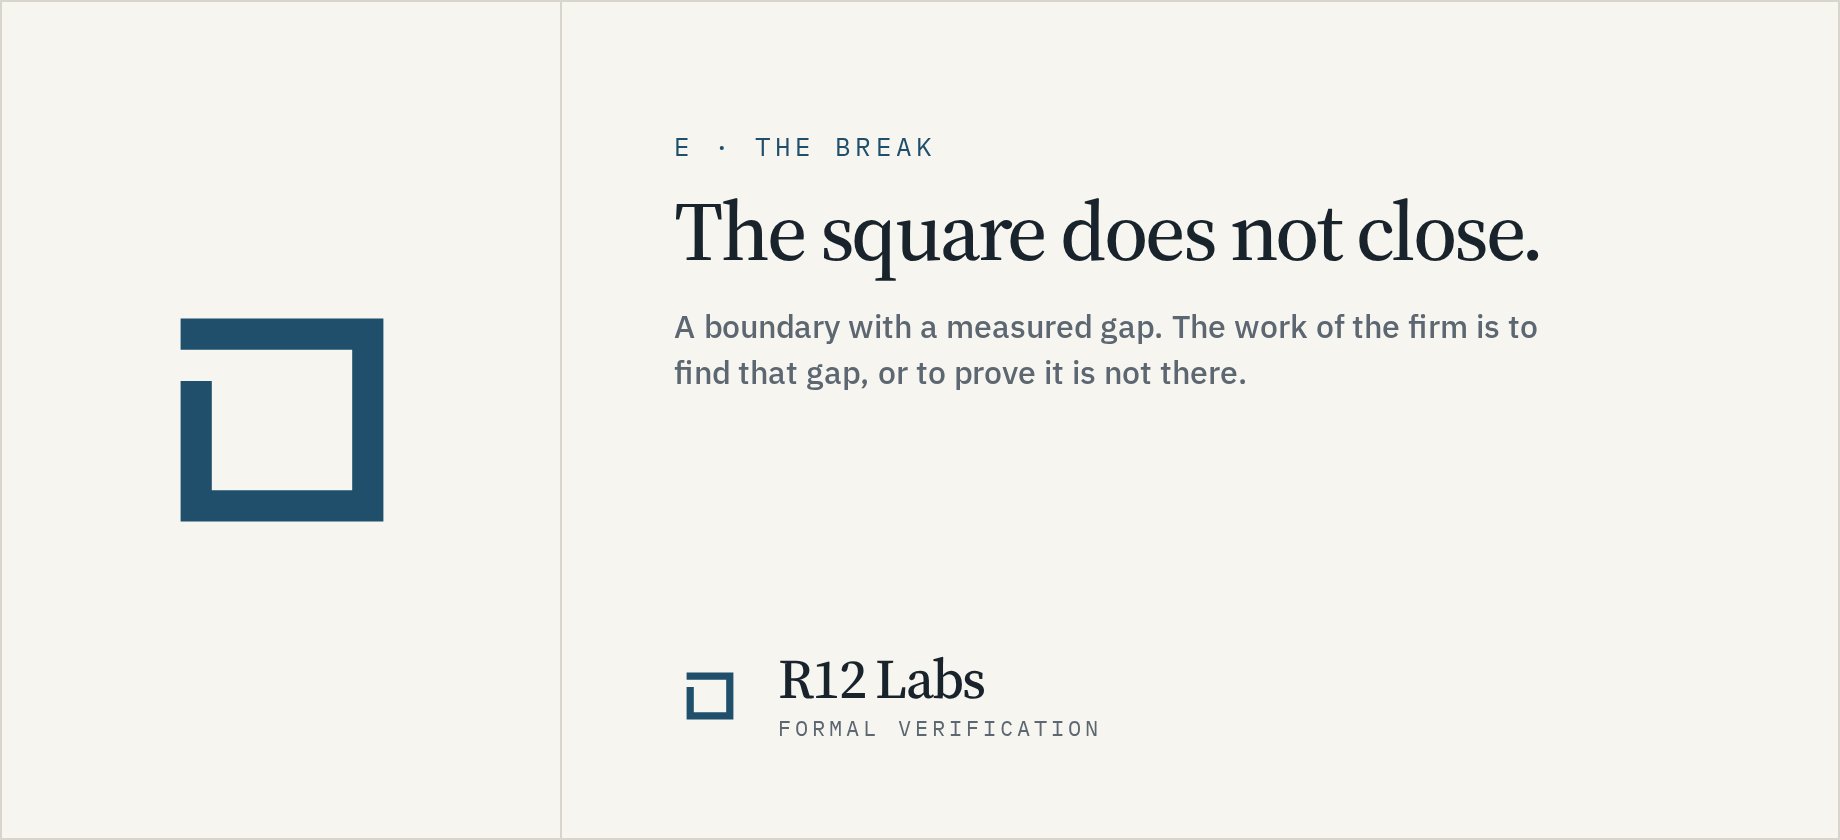 E · THE BREAK
The square does not close.
A boundary with a measured gap. The work of the firm is to
find that gap, or to prove it is not there.
R12 Labs
FORMAL VERIFICATION